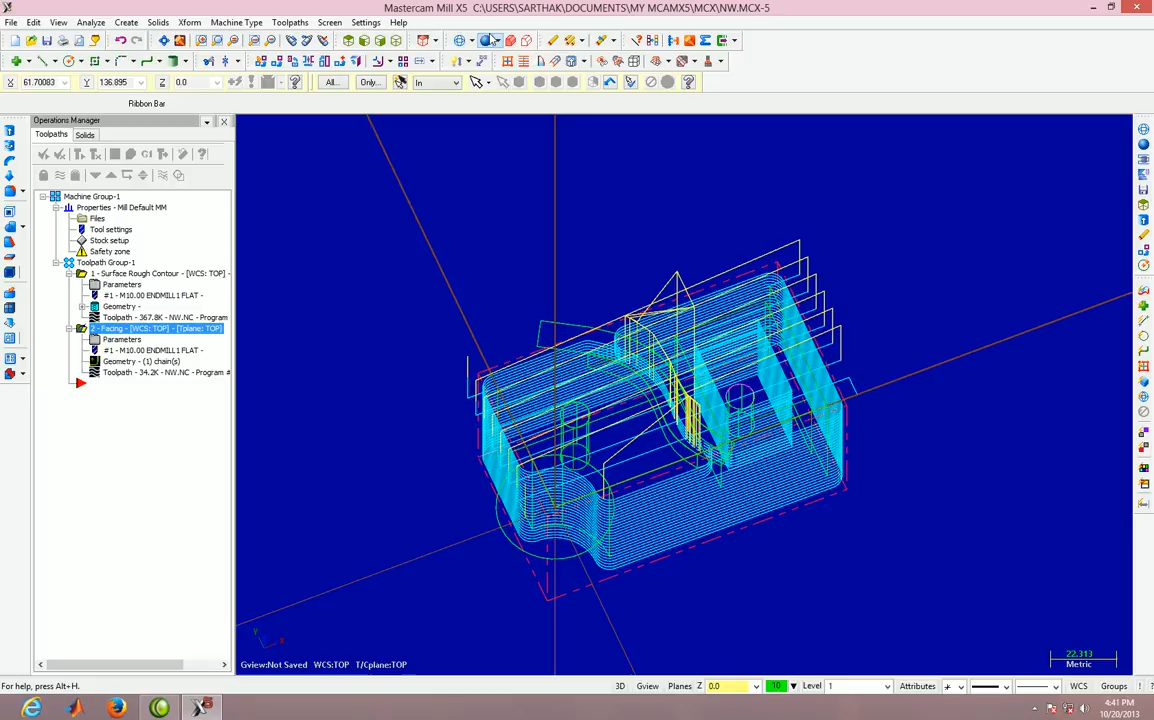 Mastercam Mill X5 C:\USERS\SARTHAK\DOCUMENTS\MY MCAMX5\MCX\NW.MCX-5
File Edit View Analyze Create Solids Xform Machine Type Toolpaths Screen Settings Help
X 61.70083 Y 136.895 Z 0.0 All... Only... In
Ribbon Bar
Operations Manager
Toolpaths Solids
G1
Machine Group-1
Properties - Mill Default MM
Files
Tool settings
Stock setup
Safety zone
Toolpath Group-1
1 - Surface Rough Contour - [WCS: TOP] -
Parameters
#1 - M10.00 ENDMILL1 FLAT -
Geometry -
Toolpath - 367.8K - NW.NC - Program
2 - Facing - [WCS: TOP] - [Tplane: TOP]
Parameters
#1 - M10.00 ENDMILL1 FLAT -
Geometry - (1) chain(s)
Toolpath - 34.2K - NW.NC - Program #
Y X
Gview:Not Saved WCS:TOP T/Cplane:TOP
22.313
Metric
For help, press Alt+H.
3D Gview Planes Z 0.0 10 Level 1 Attributes WCS Groups ! ?
4:41 PM
10/20/2013